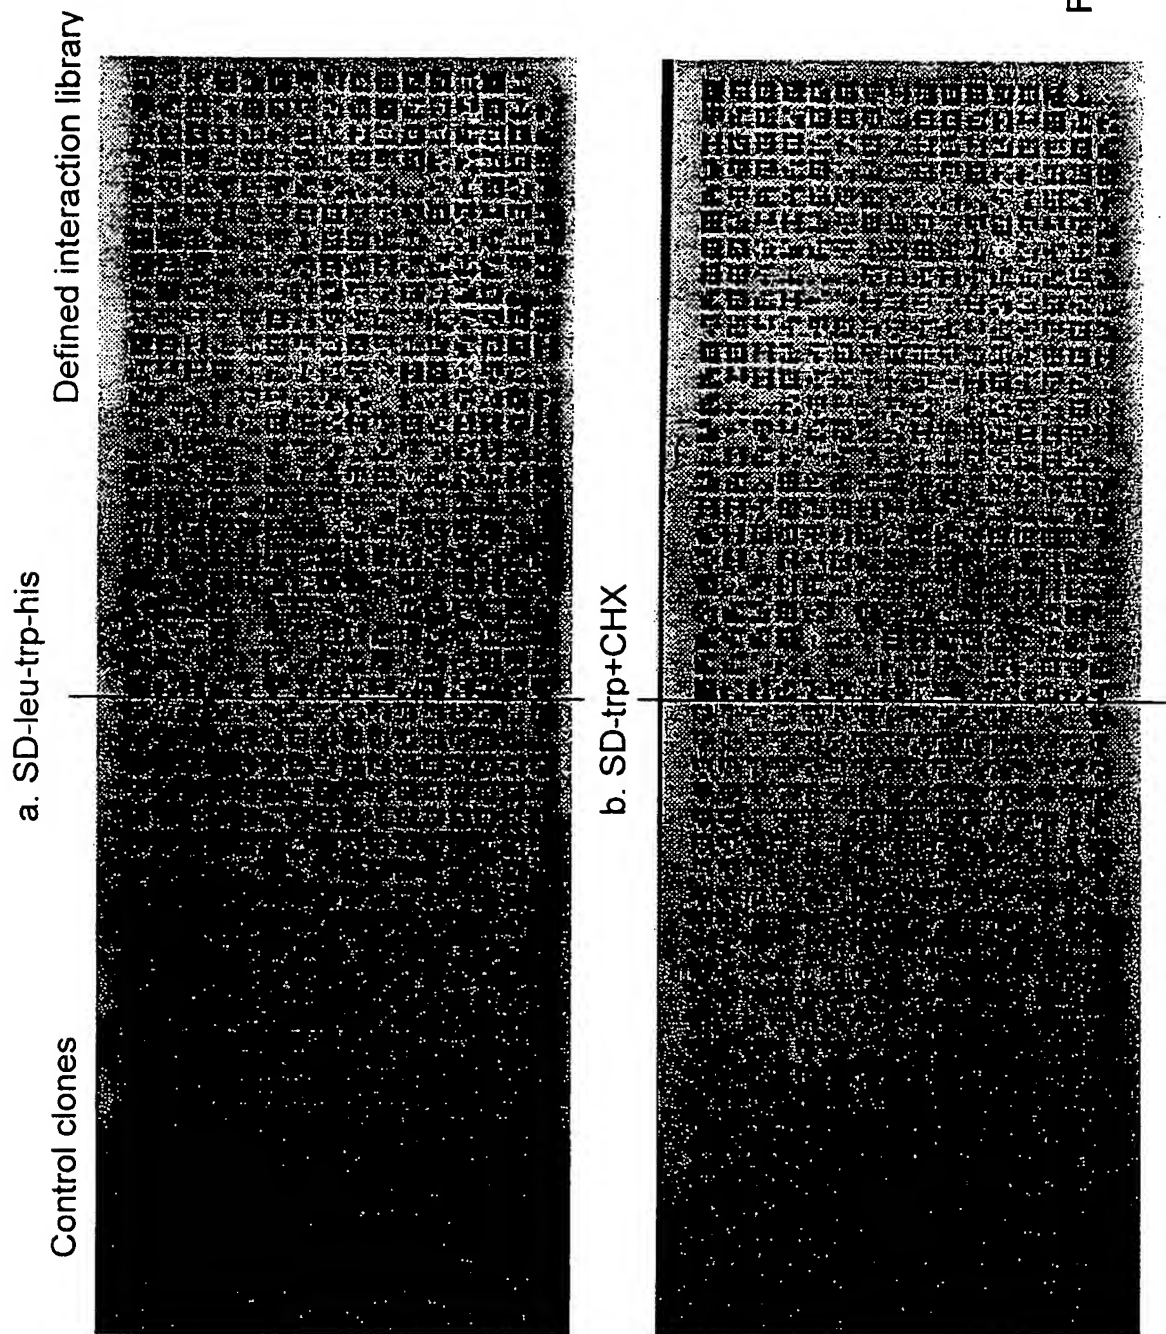 a. SD-leu-trp-his
Control clones
Defined interaction library
b. SD-trp+CHX
F